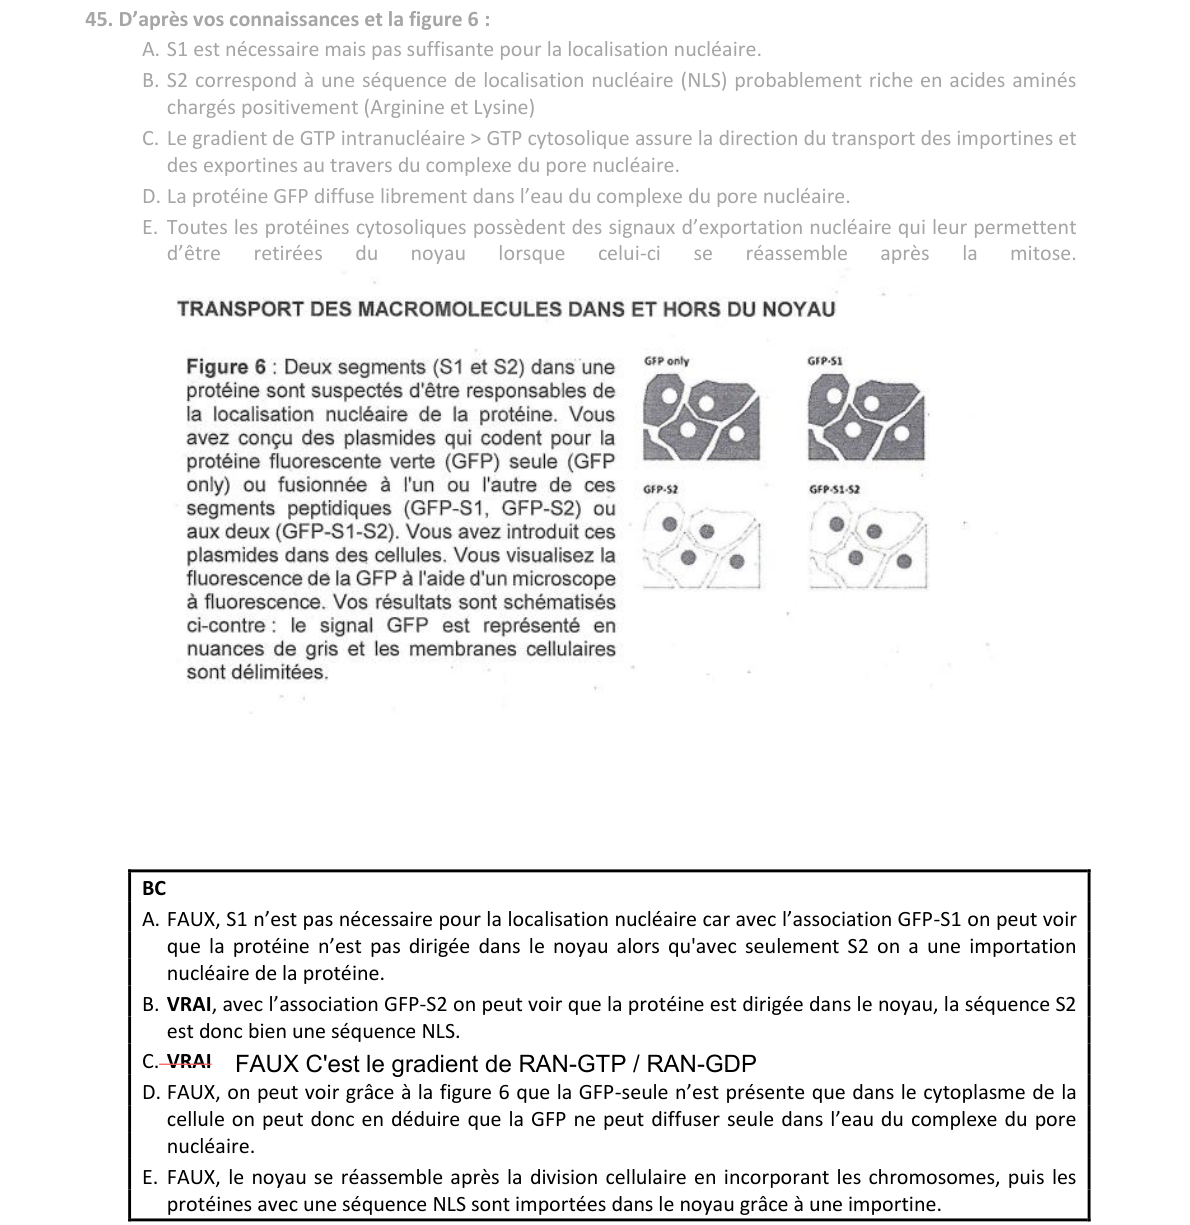 45. D'après vos connaissances et la figure 6 :
A. S1 est nécessaire mais pas suffisante pour la localisation nucléaire.
B. S2 correspond à une séquence de localisation nucléaire (NLS) probablement riche en acides aminés
chargés positivement (Arginine et Lysine)
C. Le gradient de GTP intranucléaire > GTP cytosolique assure la direction du transport des importines et
des exportines au travers du complexe du pore nucléaire.
D. La protéine GFP diffuse librement dans l'eau du complexe du pore nucléaire.
E. Toutes les protéines cytosoliques possèdent des signaux d'exportation nucléaire qui leur permettent
d'être retirées du noyau lorsque celui-ci se réassemble après la mitose.
TRANSPORT DES MACROMOLECULES DANS ET HORS DU NOYAU
Figure 6 : Deux segments (S1 et S2) dans une
protéine sont suspectés d'être responsables de
la localisation nucléaire de la protéine. Vous
avez conçu des plasmides qui codent pour la
protéine fluorescente verte (GFP) seule (GFP
only) ou fusionnée à l'un ou l'autre de ces
segments peptidiques (GFP-S1, GFP-S2) ou
aux deux (GFP-S1-S2). Vous avez introduit ces
plasmides dans des cellules. Vous visualisez la
fluorescence de la GFP à l'aide d'un microscope
à fluorescence. Vos résultats sont schématisés
ci-contre : le signal GFP est représenté en
nuances de gris et les membranes cellulaires
sont délimitées.
GFP only
GFP-S1
GFP-S2
GFP-S1-S2
BC
A. FAUX, S1 n'est pas nécessaire pour la localisation nucléaire car avec l'association GFP-S1 on peut voir
que la protéine n'est pas dirigée dans le noyau alors qu'avec seulement S2 on a une importation
nucléaire de la protéine.
B. VRAI, avec l'association GFP-S2 on peut voir que la protéine est dirigée dans le noyau, la séquence S2
est donc bien une séquence NLS.
C. VRAI FAUX C'est le gradient de RAN-GTP / RAN-GDP
D. FAUX, on peut voir grâce à la figure 6 que la GFP-seule n'est présente que dans le cytoplasme de la
cellule on peut donc en déduire que la GFP ne peut diffuser seule dans l'eau du complexe du pore
nucléaire.
E. FAUX, le noyau se réassemble après la division cellulaire en incorporant les chromosomes, puis les
protéines avec une séquence NLS sont importées dans le noyau grâce à une importine.